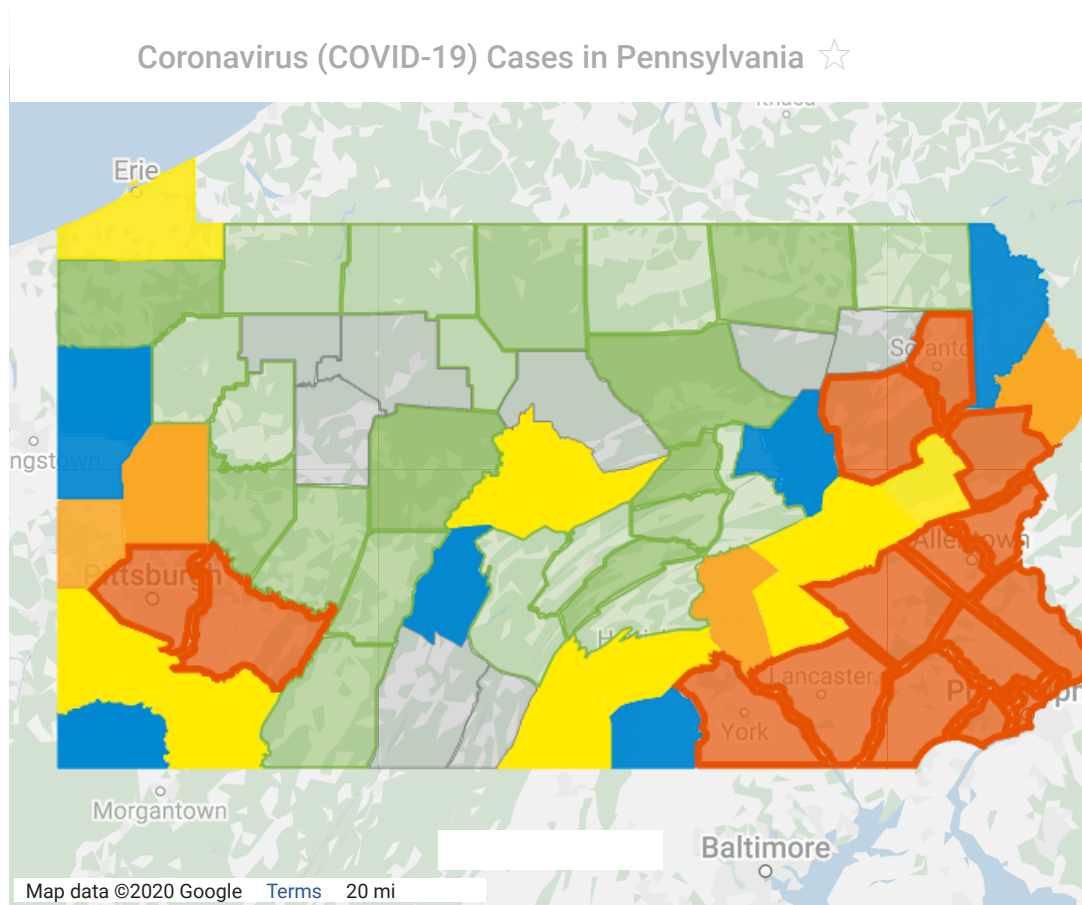 Coronavirus (COVID-19) Cases in Pennsylvania
Erie
Scranton
ngstown
Allentown
Pittsburgh
Lancaster
York
Morgantown
Baltimore
Map data ©2020 Google Terms 20 mi